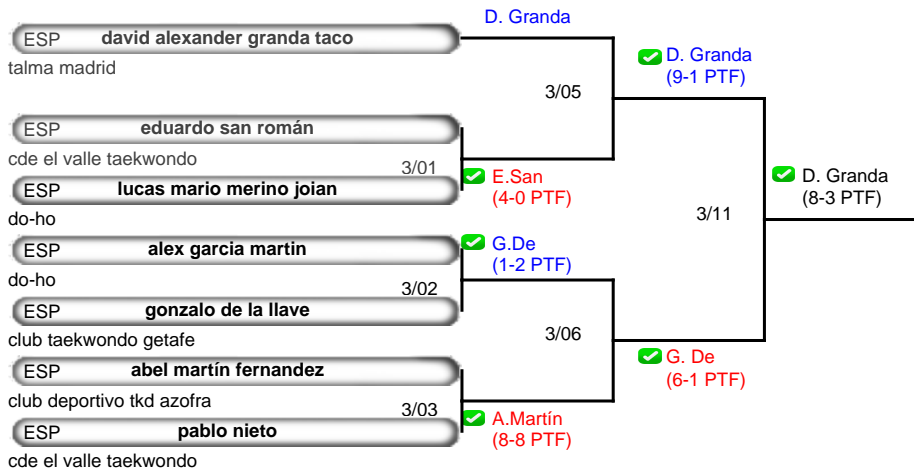 D. Granda
ESP david alexander granda taco
talma madrid
D. Granda
(9-1 PTF)
3/05
ESP eduardo san román
cde el valle taekwondo
3/01
ESP lucas mario merino joian
do-ho
E.San
(4-0 PTF)
D. Granda
(8-3 PTF)
3/11
ESP alex garcia martin
do-ho
G.De
(1-2 PTF)
3/02
ESP gonzalo de la llave
club taekwondo getafe
3/06
G. De
(6-1 PTF)
ESP abel martín fernandez
club deportivo tkd azofra
3/03
ESP pablo nieto
cde el valle taekwondo
A.Martín
(8-8 PTF)